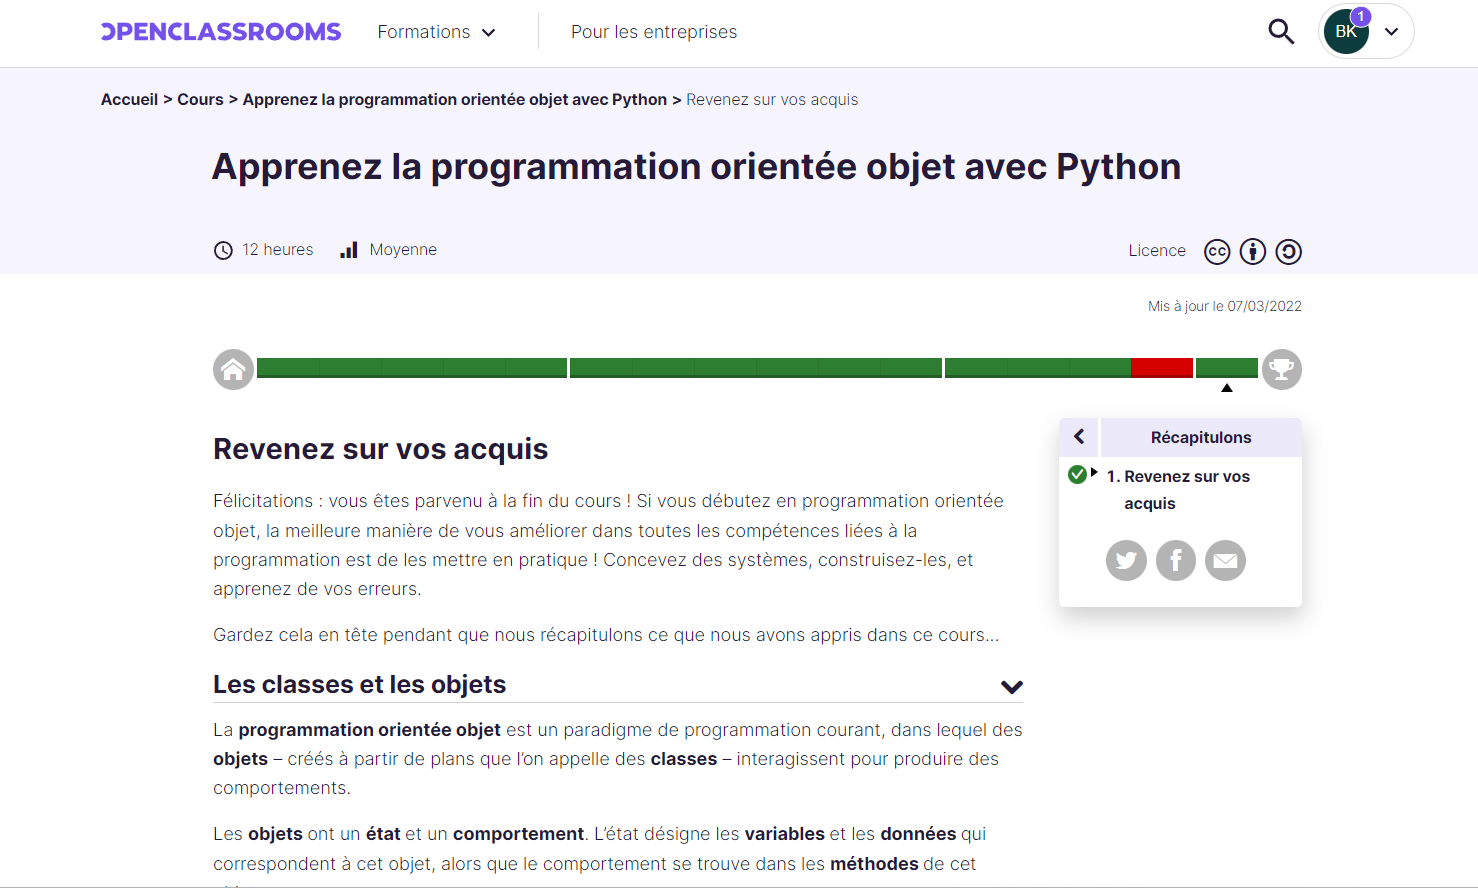 OPENCLASSROOMS Formations Pour les entreprises BK 1
Accueil > Cours > Apprenez la programmation orientée objet avec Python > Revenez sur vos acquis
Apprenez la programmation orientée objet avec Python
12 heures Moyenne Licence cc
Mis à jour le 07/03/2022
Revenez sur vos acquis
Félicitations : vous êtes parvenu à la fin du cours ! Si vous débutez en programmation orientée
objet, la meilleure manière de vous améliorer dans toutes les compétences liées à la
programmation est de les mettre en pratique ! Concevez des systèmes, construisez-les, et
apprenez de vos erreurs.
Gardez cela en tête pendant que nous récapitulons ce que nous avons appris dans ce cours…
Les classes et les objets
La programmation orientée objet est un paradigme de programmation courant, dans lequel des
objets – créés à partir de plans que l’on appelle des classes – interagissent pour produire des
comportements.
Les objets ont un état et un comportement. L’état désigne les variables et les données qui
correspondent à cet objet, alors que le comportement se trouve dans les méthodes de cet
Récapitulons
1. Revenez sur vos
acquis